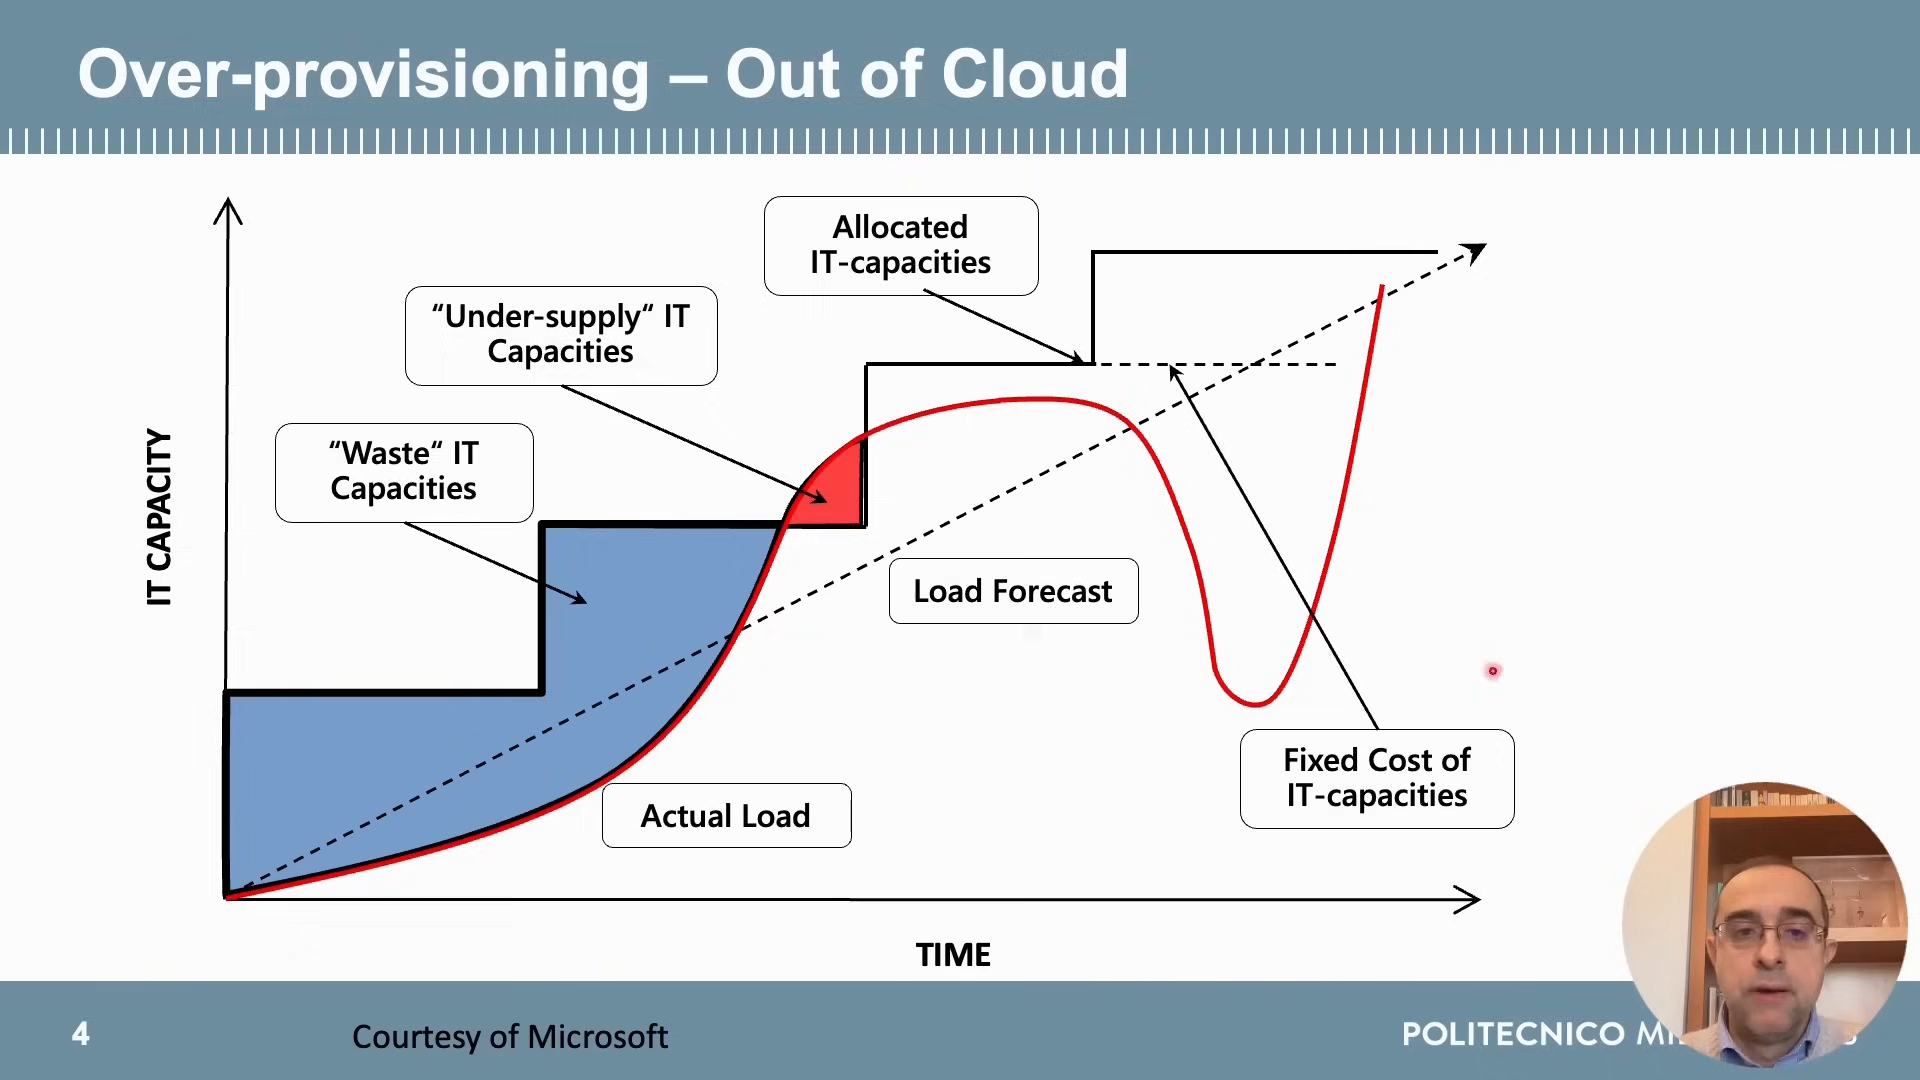 Over-provisioning – Out of Cloud
Allocated
IT-capacities
“Under-supply“ IT
Capacities
“Waste“ IT
Capacities
IT CAPACITY
Load Forecast
Actual Load
Fixed Cost of
IT-capacities
TIME
4
Courtesy of Microsoft
POLITECNICO